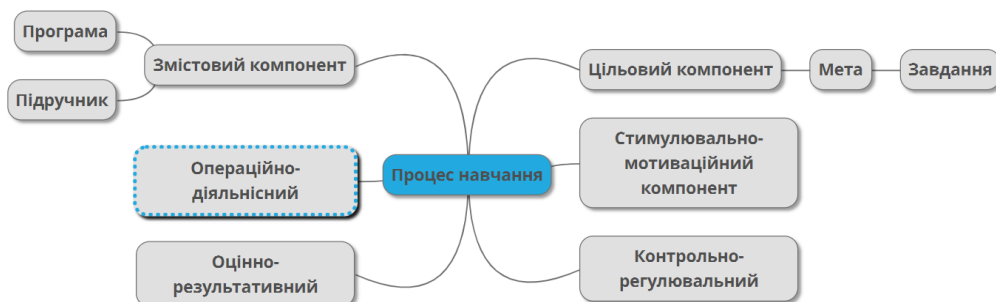 Програма
Змістовий компонент
Підручник
Операційно-
діяльнісний
Оцінно-
результативний
Процес навчання
Цільовий компонент
Мета
Завдання
Стимулювально-
мотиваційний
компонент
Контрольно-
регулювальний